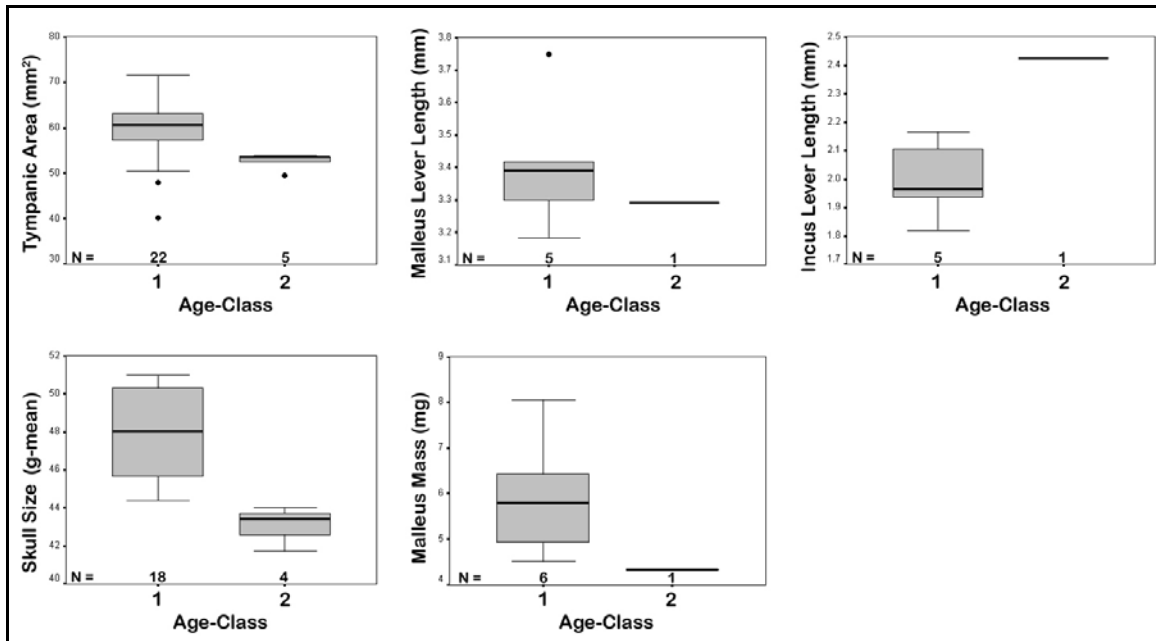 Tympanic Area (mm²)
80
70
60
50
40
30
N = 22 5
1 2
Age-Class
Malleus Lever Length (mm)
3.8
3.7
3.6
3.5
3.4
3.3
3.2
3.1
N = 5 1
1 2
Age-Class
Incus Lever Length (mm)
2.5
2.4
2.3
2.2
2.1
2.0
1.9
1.8
1.7
N = 5 1
1 2
Age-Class
Skull Size (g-mean)
52
50
48
46
44
42
40
N = 18 4
1 2
Age-Class
Malleus Mass (mg)
9
8
7
6
5
4
N = 6 1
1 2
Age-Class